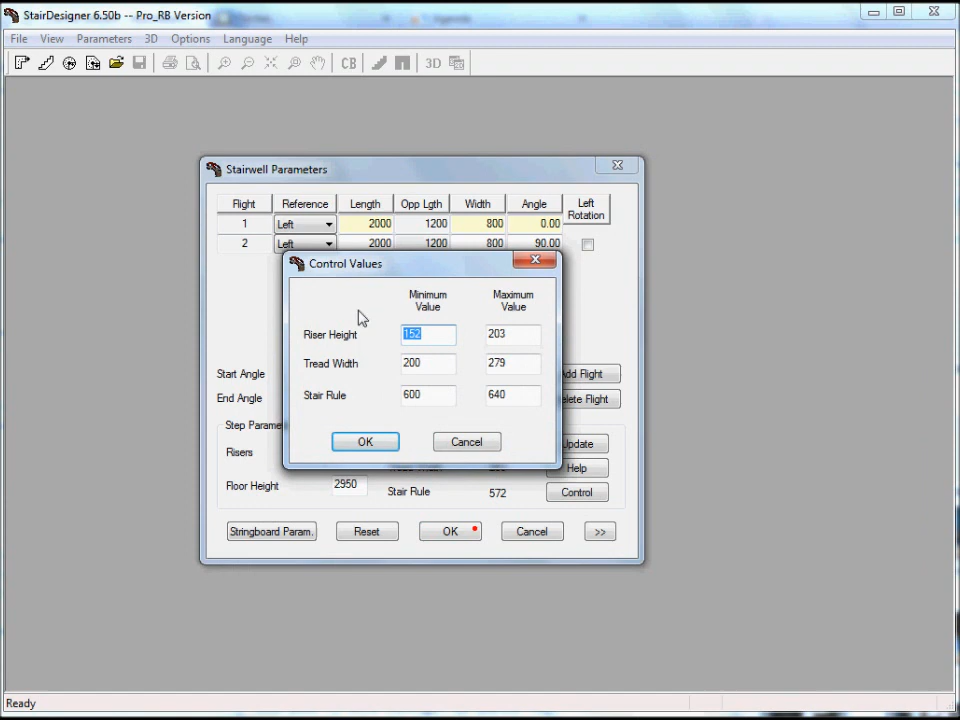 StairDesigner 6.50b -- Pro_RB Version
File View Parameters 3D Options Language Help
CB 3D
Stairwell Parameters
Flight Reference Length Opp Lgth Width Angle Left Rotation
1 Left 2000 1200 800 0.00
2 Left 2000 1200 800 90.00
Control Values
Minimum Value Maximum Value
Riser Height 152 203
Tread Width 200 279
Stair Rule 600 640
OK Cancel
Start Angle Add Flight
End Angle elete Flight
Step Parame
Risers Update
Help
Floor Height 2950 Stair Rule 572 Control
Stringboard Param. Reset OK Cancel >>
Ready